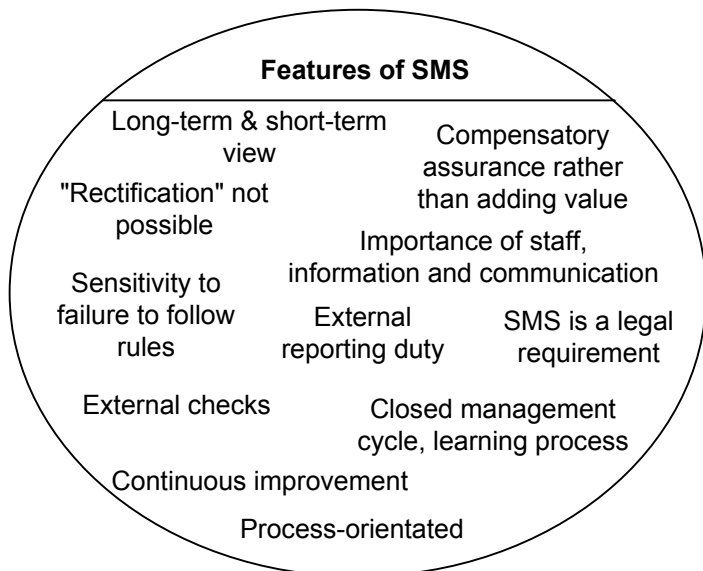 Features of SMS
Long-term & short-term
view
Compensatory
assurance rather
than adding value
"Rectification" not
possible
Importance of staff,
information and communication
Sensitivity to
failure to follow
rules
External
reporting duty
SMS is a legal
requirement
External checks
Closed management
cycle, learning process
Continuous improvement
Process-orientated